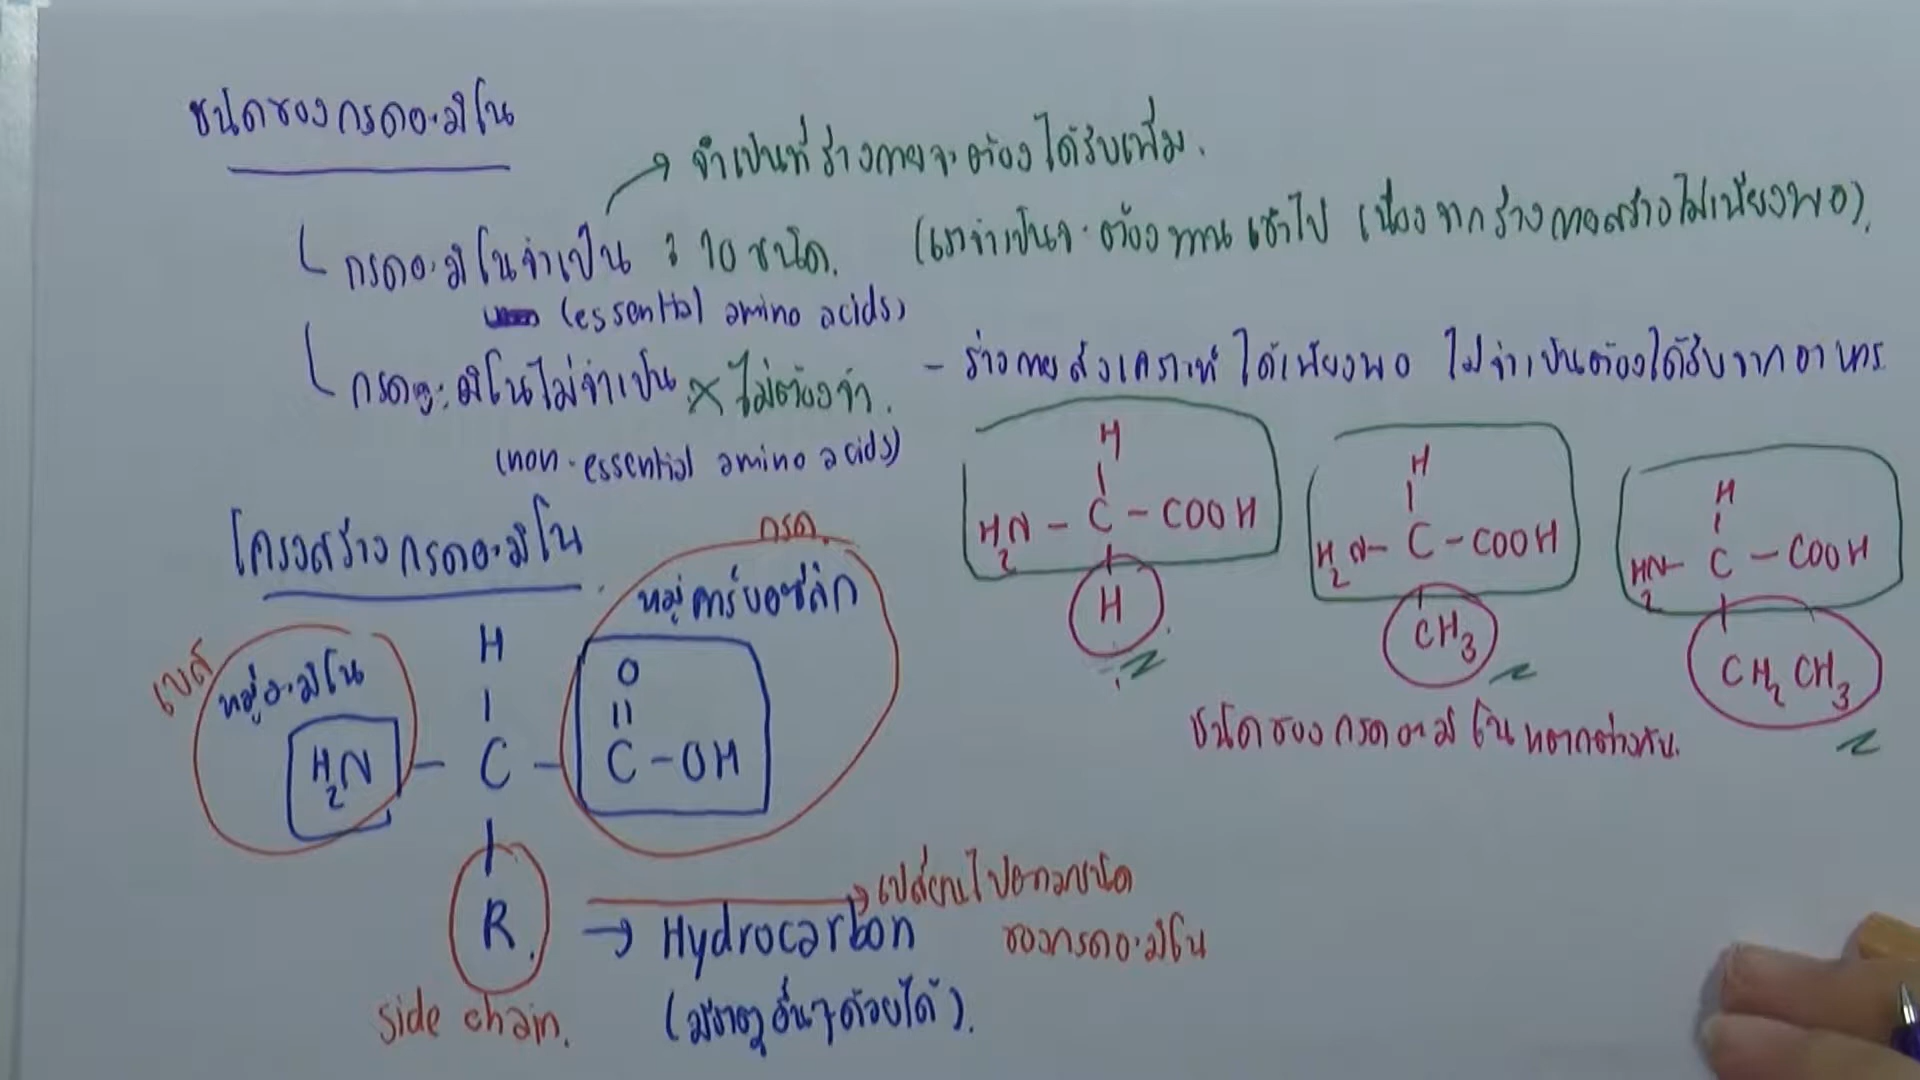 ชนิดของกรดอะมิโน
→ จำเป็นที่ร่างกายจะต้องได้รับเพิ่ม.
กรดอะมิโนจำเป็น : 10 ชนิด. (เราจำเป็นจะต้องทานเข้าไป เนื่องจากร่างกายสร้างไม่เพียงพอ).
(essential amino acids)
กรดอะมิโนไม่จำเป็น × ไม่ต้องจำ. - ร่างกายสังเคราะห์ได้เพียงพอ ไม่จำเป็นต้องได้รับจากอาหาร
(non-essential amino acids)
โครงสร้างกรดอะมิโน
กรด.
หมู่คาร์บอซิลิก
เบส
หมู่อะมิโน
H
O
H₂N - C - C - OH
R
side chain.
→ เปลี่ยนไปตามชนิด
ของกรดอะมิโน
→ Hydrocarbon
(มีธาตุอื่นๆด้วยได้).
H
H₂N - C - COOH
H
H
H₂N - C - COOH
CH₃
H
H₂N - C - COOH
CH₂CH₃
ชนิดของกรดอะมิโนแตกต่างกัน.